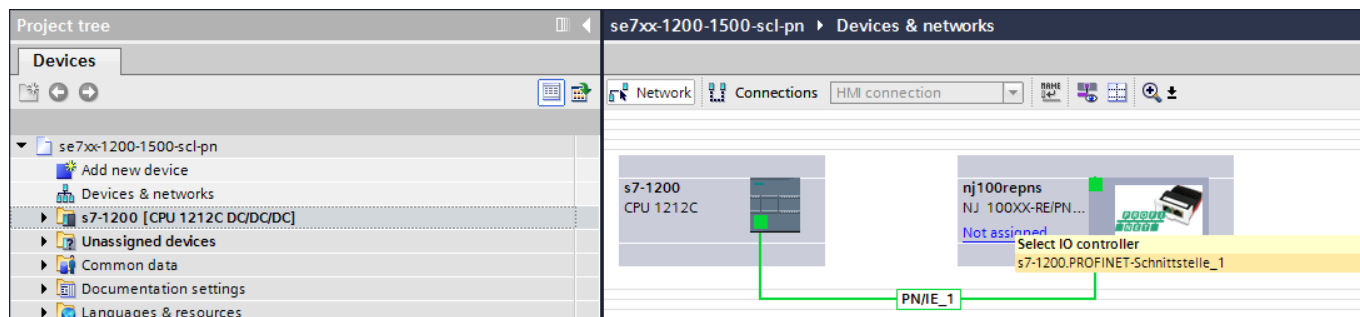 Project tree
Devices
se7xx-1200-1500-scl-pn
Add new device
Devices & networks
s7-1200 [CPU 1212C DC/DC/DC]
Unassigned devices
Common data
Documentation settings
Languages & resources
se7xx-1200-1500-scl-pn Devices & networks
Network Connections HMI connection
NAME
s7-1200
CPU 1212C
nj100repns
NJ 100XX-RE/PN...
Not assigned
PROFI
NET
Select IO controller
s7-1200.PROFINET-Schnittstelle_1
PN/IE_1